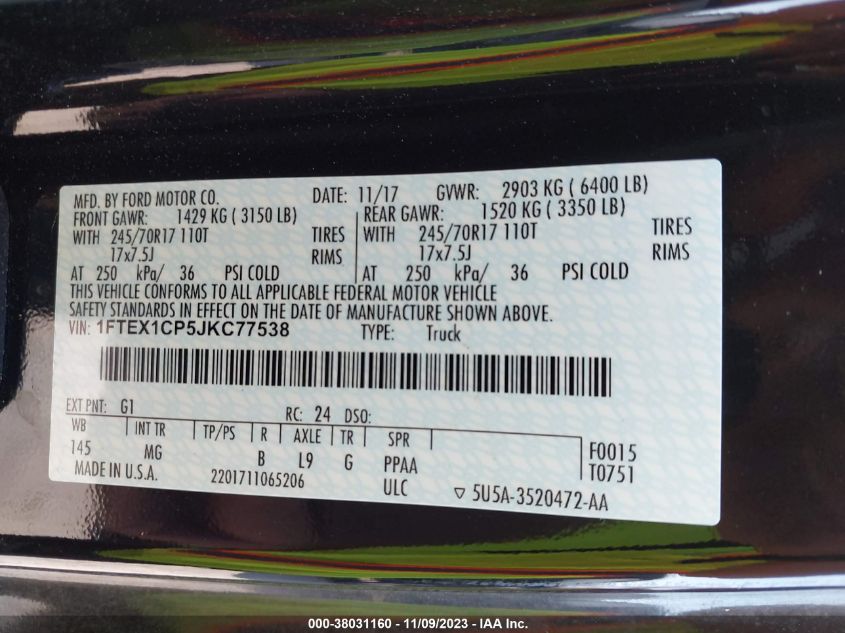 MFD. BY FORD MOTOR CO. DATE: 11/17 GVWR: 2903 KG ( 6400 LB)
FRONT GAWR: 1429 KG ( 3150 LB) REAR GAWR: 1520 KG ( 3350 LB)
WITH 245/70R17 110T TIRES WITH 245/70R17 110T TIRES
17x7.5J RIMS 17x7.5J RIMS
AT 250 kPa/ 36 PSI COLD AT 250 kPa/ 36 PSI COLD
THIS VEHICLE CONFORMS TO ALL APPLICABLE FEDERAL MOTOR VEHICLE
SAFETY STANDARDS IN EFFECT ON THE DATE OF MANUFACTURE SHOWN ABOVE.
VIN: 1FTEX1CP5JKC77538 TYPE: Truck
EXT PNT: G1 RC: 24 DSO:
WB INT TR TP/PS R AXLE TR SPR
145 MG B L9 G PPAA F0015
MADE IN U.S.A. 2201711065206 ULC T0751
▽ 5U5A-3520472-AA
000-38031160 - 11/09/2023 - IAA Inc.